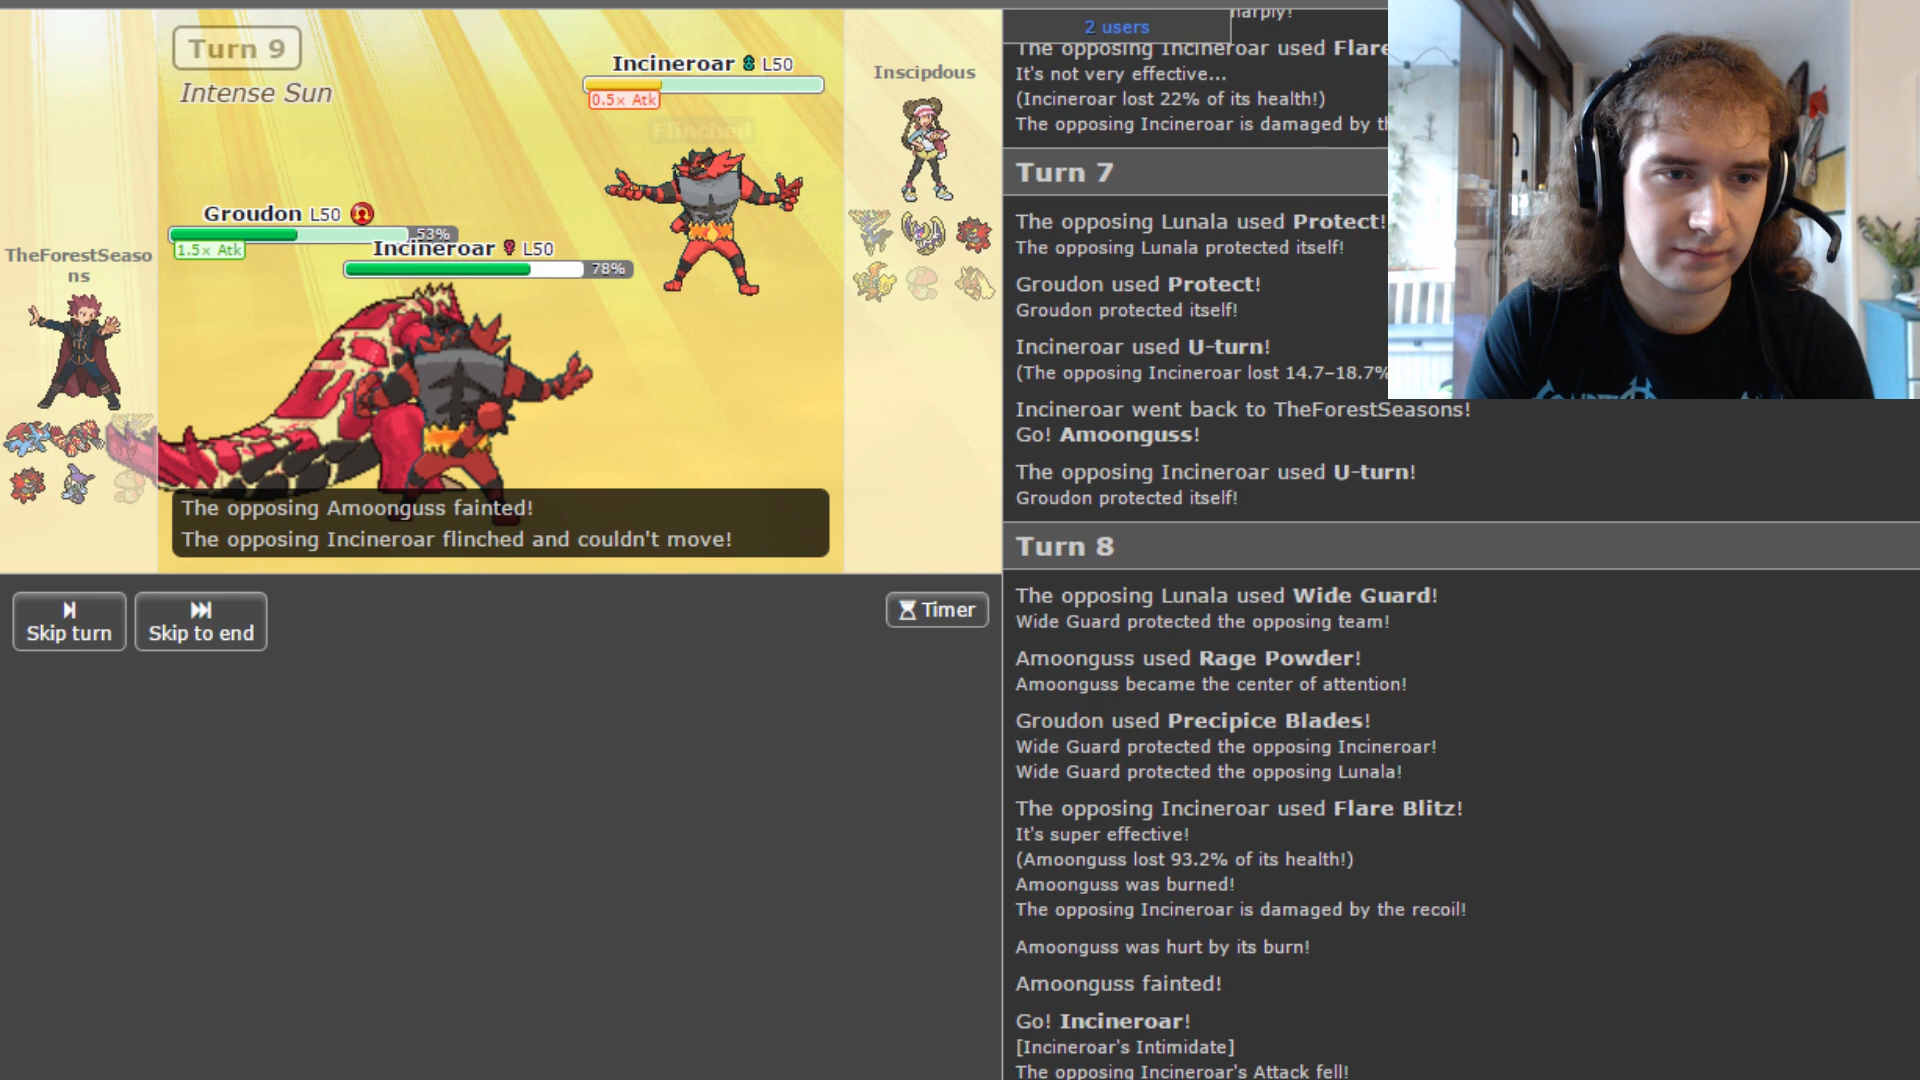 Turn 9
Intense Sun
Incineroar L50
0.5× Atk
Flinched
Groudon L50
53%
1.5× Atk
Incineroar L50
78%
TheForestSeaso
ns
Inscipdous
The opposing Amoonguss fainted!
The opposing Incineroar flinched and couldn't move!
Skip turn
Skip to end
Timer
2 users
harply!
The opposing Incineroar used Flare
It's not very effective...
(Incineroar lost 22% of its health!)
The opposing Incineroar is damaged by th
Turn 7
The opposing Lunala used Protect!
The opposing Lunala protected itself!
Groudon used Protect!
Groudon protected itself!
Incineroar used U-turn!
(The opposing Incineroar lost 14.7–18.7%
Incineroar went back to TheForestSeasons!
Go! Amoonguss!
The opposing Incineroar used U-turn!
Groudon protected itself!
Turn 8
The opposing Lunala used Wide Guard!
Wide Guard protected the opposing team!
Amoonguss used Rage Powder!
Amoonguss became the center of attention!
Groudon used Precipice Blades!
Wide Guard protected the opposing Incineroar!
Wide Guard protected the opposing Lunala!
The opposing Incineroar used Flare Blitz!
It's super effective!
(Amoonguss lost 93.2% of its health!)
Amoonguss was burned!
The opposing Incineroar is damaged by the recoil!
Amoonguss was hurt by its burn!
Amoonguss fainted!
Go! Incineroar!
[Incineroar's Intimidate]
The opposing Incineroar's Attack fell!